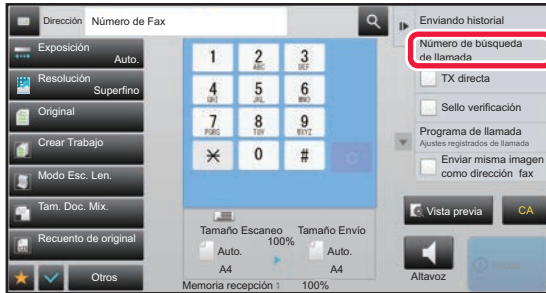 Dirección Número de Fax
Exposición
Auto.
Resolución
Superfino
Original
Crear Trabajo
Modo Esc. Len.
Tam. Doc. Mix.
Recuento de original
Otros
1
2
ABC
3
DEF
4
GHI
5
JKL
6
MNO
7
PQRS
8
TUV
9
WXYZ
0
#
C
Tamaño Escaneo
Tamaño Envío
100%
Auto.
A4
Auto.
A4
Memoria recepción : 100%
Enviando historial
Número de búsqueda
de llamada
TX directa
Sello verificación
Programa de llamada
Ajustes registrados de llamada
Enviar misma imagen
como dirección fax
Vista previa
CA
Altavoz